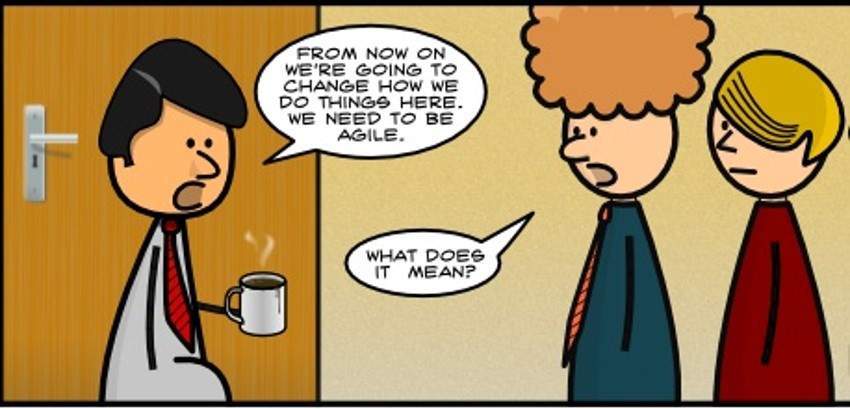 FROM NOW ON
WE'RE GOING TO
CHANGE HOW WE
DO THINGS HERE.
WE NEED TO BE
AGILE.
WHAT DOES
IT MEAN?